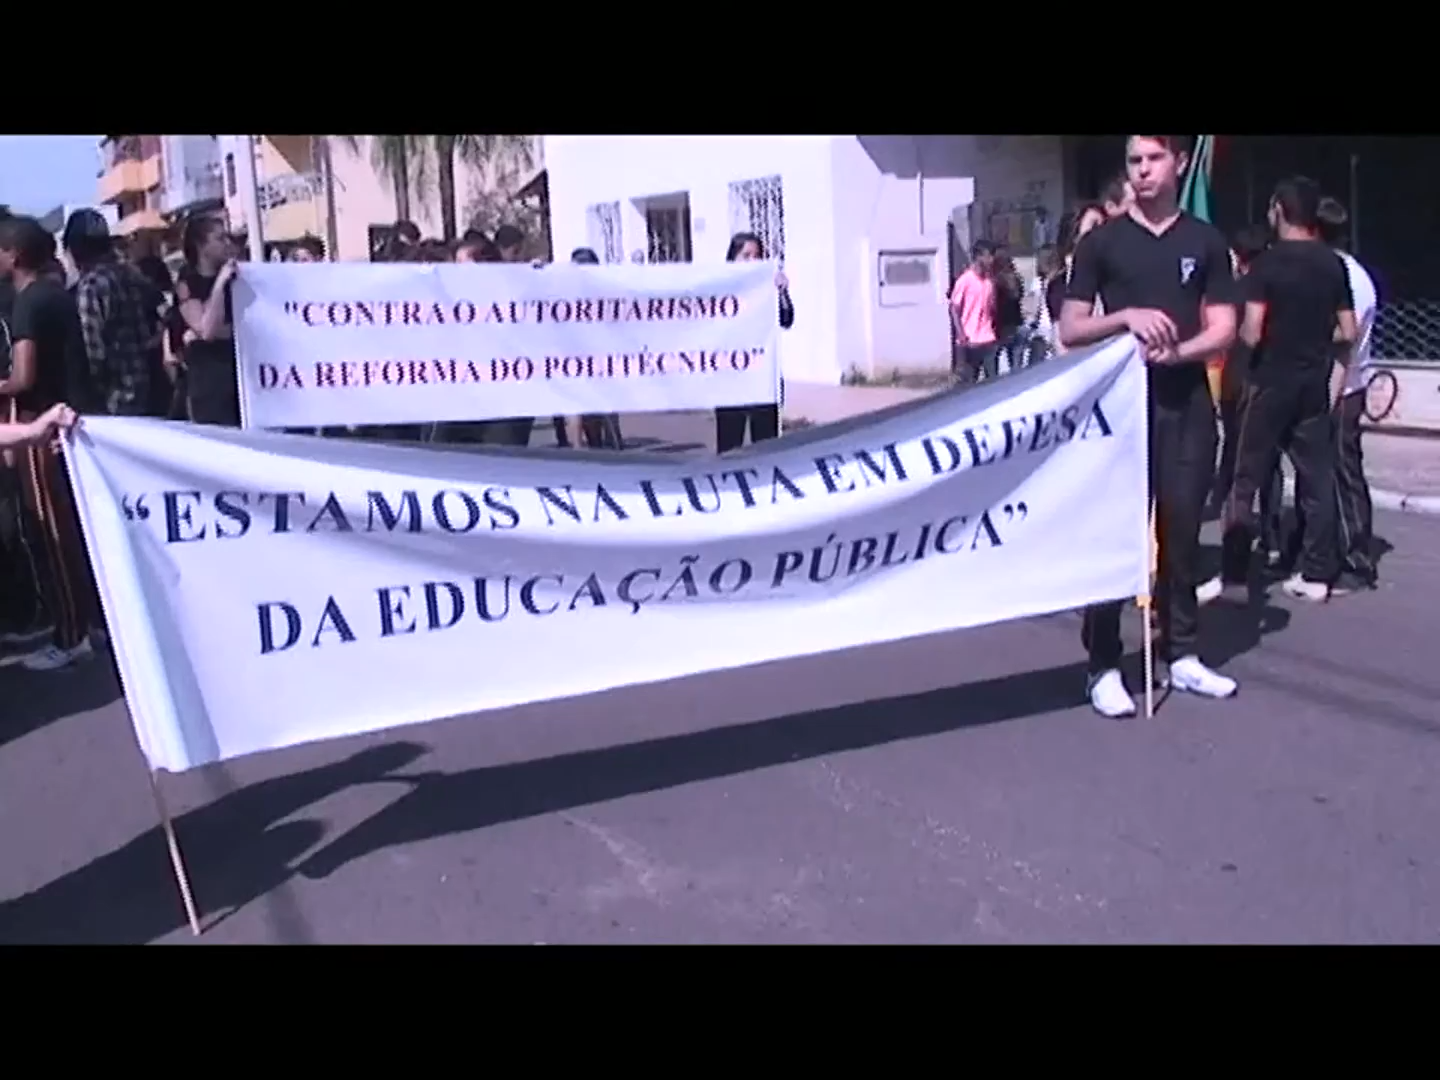 "CONTRA O AUTORITARISMO
DA REFORMA DO POLITÉCNICO"
“ESTAMOS NA LUTA EM DEFESA
DA EDUCAÇÃO PÚBLICA”